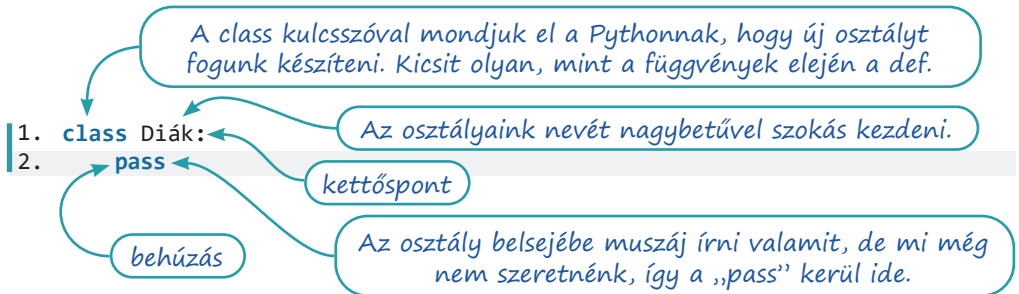 A class kulcsszóval mondjuk el a Pythonnak, hogy új osztályt
fogunk készíteni. Kicsit olyan, mint a függvények elején a def.
1. class Diák:
Az osztályaink nevét nagybetűvel szokás kezdeni.
2. pass
kettőspont
behúzás
Az osztály belsejébe muszáj írni valamit, de mi még
nem szeretnénk, így a „pass” kerül ide.